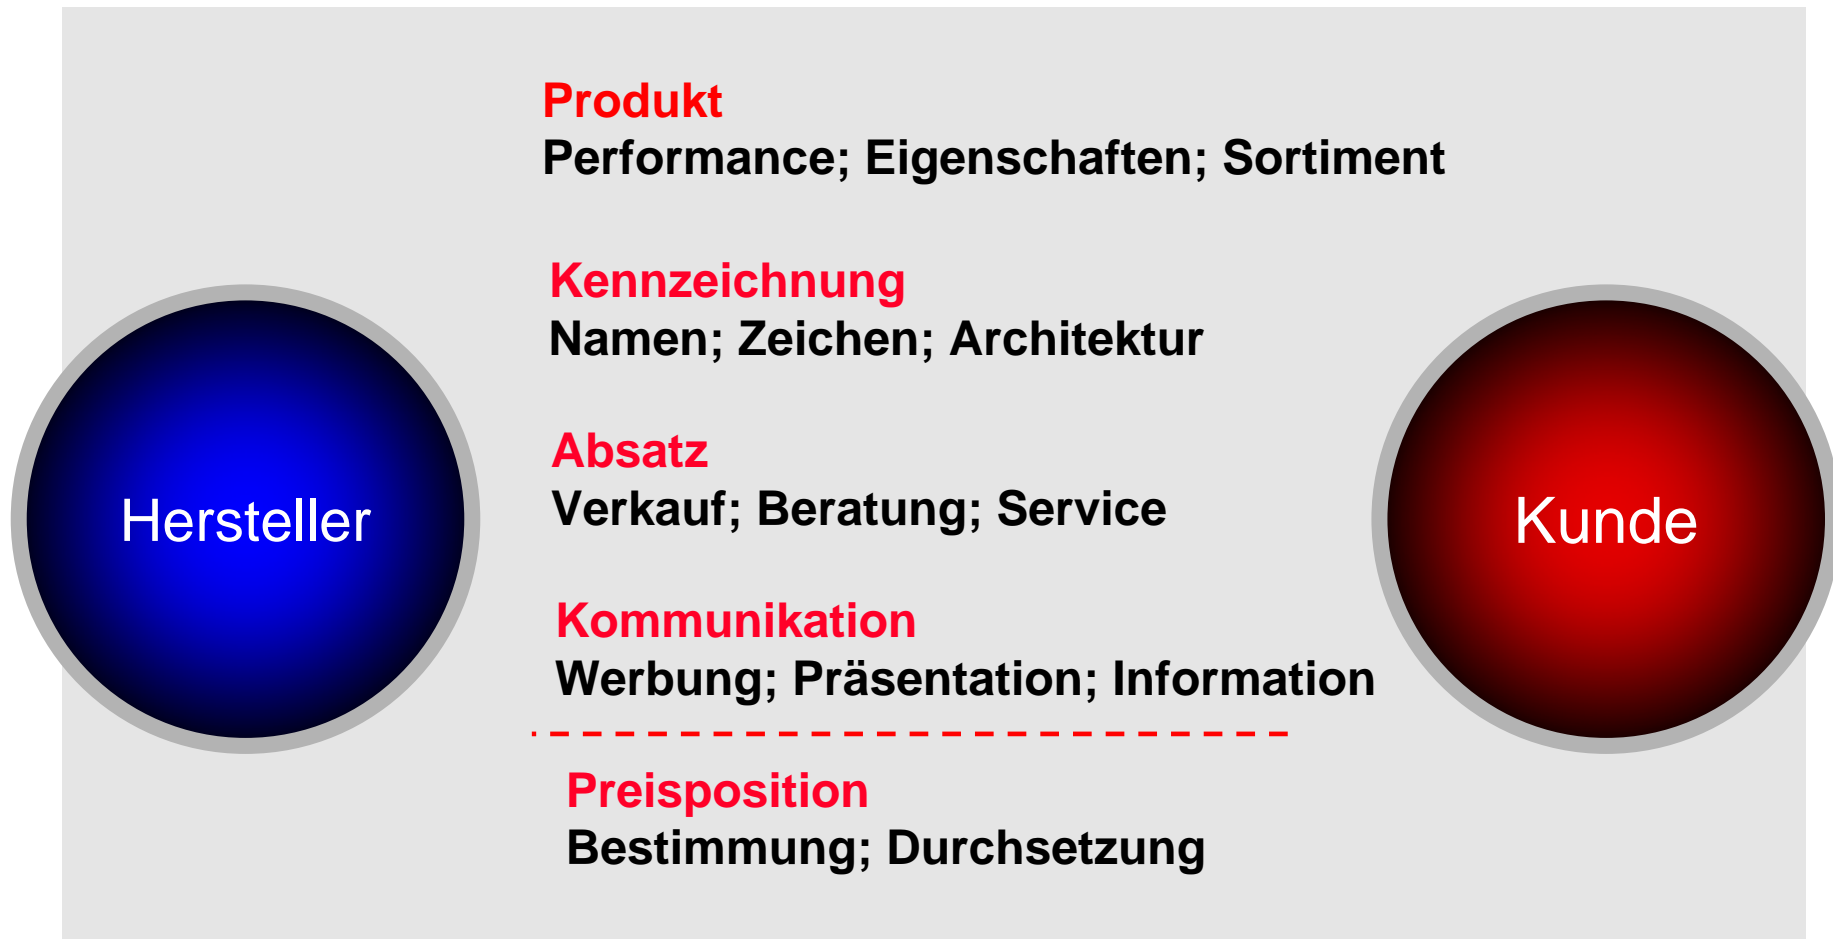 Produkt
Performance; Eigenschaften; Sortiment
Kennzeichnung
Namen; Zeichen; Architektur
Absatz
Verkauf; Beratung; Service
Hersteller
Kunde
Kommunikation
Werbung; Präsentation; Information
Preisposition
Bestimmung; Durchsetzung